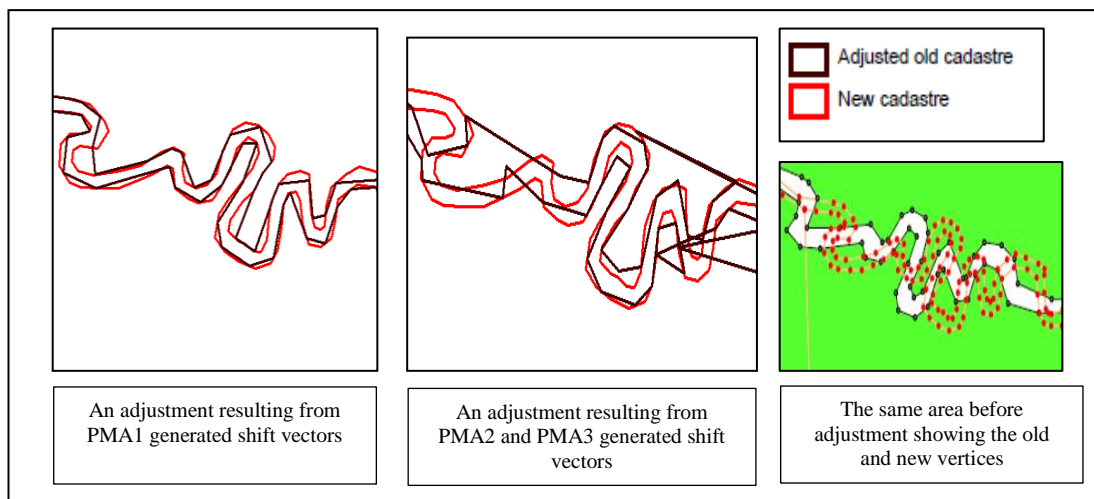 Adjusted old cadastre
New cadastre
An adjustment resulting from
PMA1 generated shift vectors
An adjustment resulting from
PMA2 and PMA3 generated shift
vectors
The same area before
adjustment showing the old
and new vertices